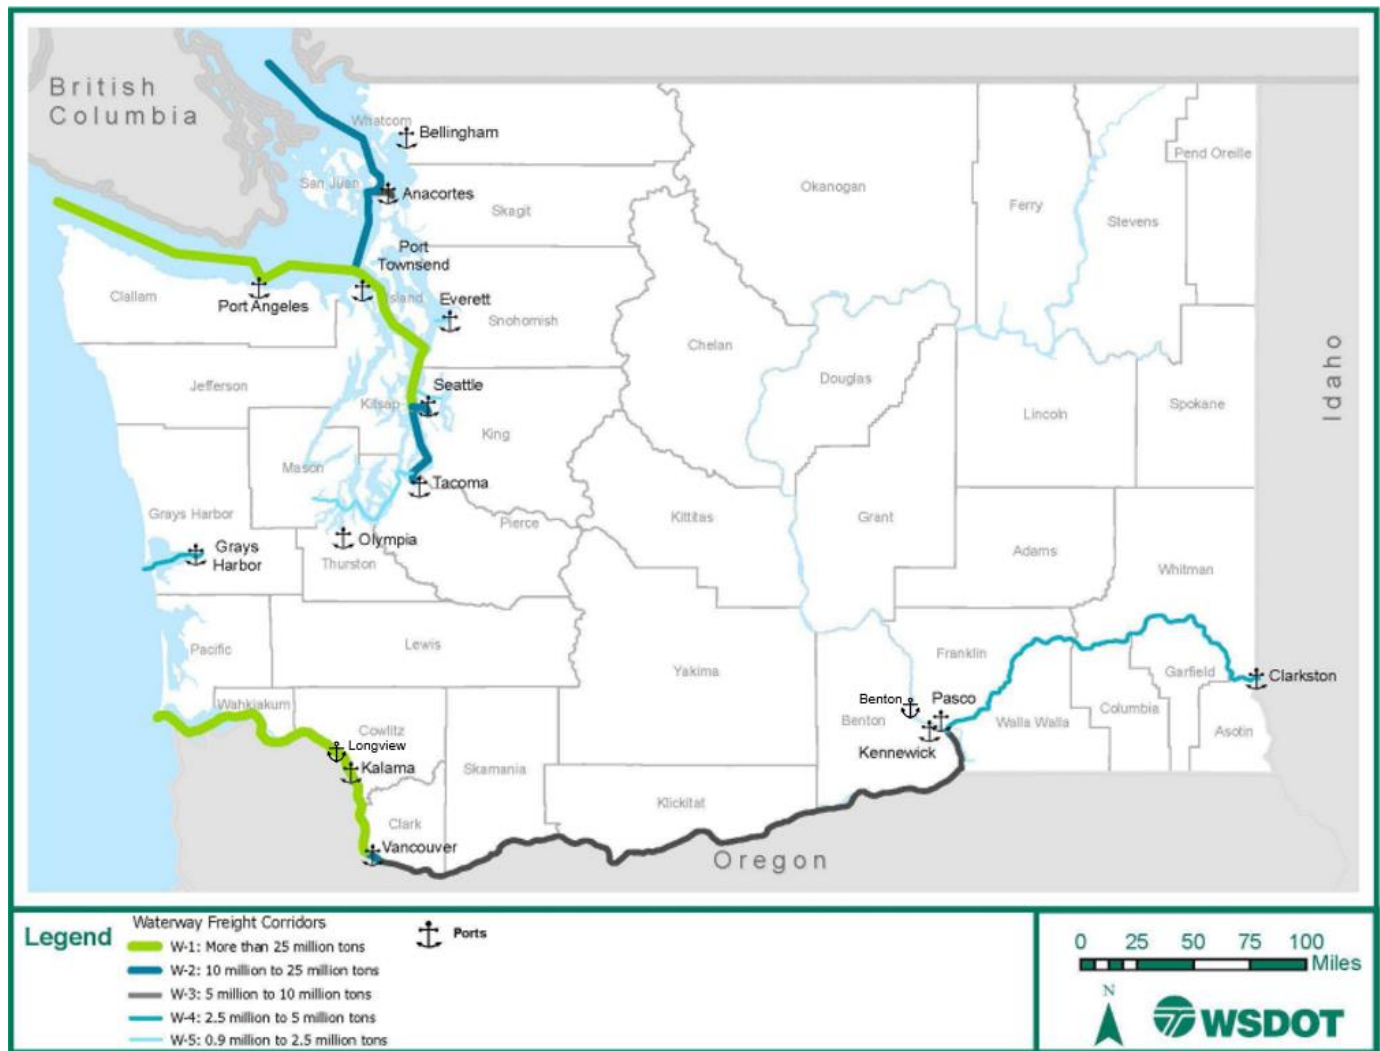 British
Columbia
Whatcom
Bellingham
Pend Oreille
San Juan
Anacortes
Okanogan
Skagit
Ferry
Stevens
Port
Townsend
Clallam
Port Angeles
Island
Everett
Snohomish
Chelan
Douglas
Idaho
Jefferson
Seattle
Kitsap
King
Lincoln
Spokane
Mason
Tacoma
Grays Harbor
Pierce
Kittitas
Grant
Olympia
Grays
Harbor
Thurston
Adams
Whitman
Pacific
Lewis
Yakima
Franklin
Garfield
Clarkston
Wahkiakum
Benton
Pasco
Cowlitz
Benton
Walla Walla
Columbia
Asotin
Longview
Kennewick
Kalama
Skamania
Klickitat
Clark
Vancouver
Oregon
Legend
Waterway Freight Corridors
W-1: More than 25 million tons
W-2: 10 million to 25 million tons
W-3: 5 million to 10 million tons
W-4: 2.5 million to 5 million tons
W-5: 0.9 million to 2.5 million tons
Ports
0 25 50 75 100
Miles
N
WSDOT